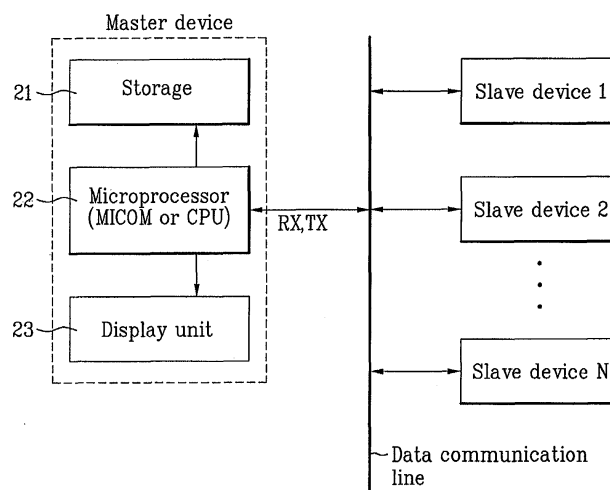 Master device
21
Storage
22
Microprocessor
(MICOM or CPU)
RX,TX
23
Display unit
Slave device 1
Slave device 2
Slave device N
Data communication
line